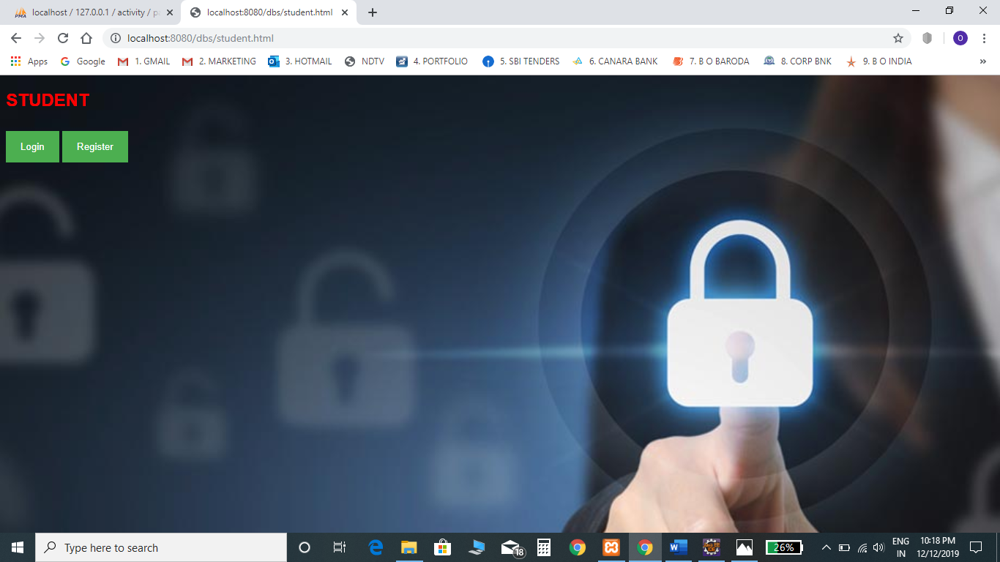 PMA
localhost / 127.0.0.1 / activity / p
localhost:8080/dbs/student.html
localhost:8080/dbs/student.html
O
Apps
Google
1. GMAIL
2. MARKETING
3. HOTMAIL
NDTV
4. PORTFOLIO
5. SBI TENDERS
6. CANARA BANK
7. B O BARODA
8. CORP BNK
9. B O INDIA
»
STUDENT
Login
Register
Type here to search
18
26%
ENG
IN
10:18 PM
12/12/2019